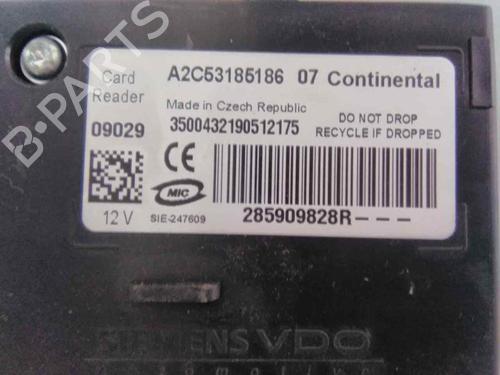 Card Reader
A2C53185186 07 Continental
Made in Czech Republic
09029
3500432190512175
DO NOT DROP
RECYCLE IF DROPPED
CE
MIC
12 V
SIE-247609
285909828R---
SIEMENS VDO
automotive
B-PARTS